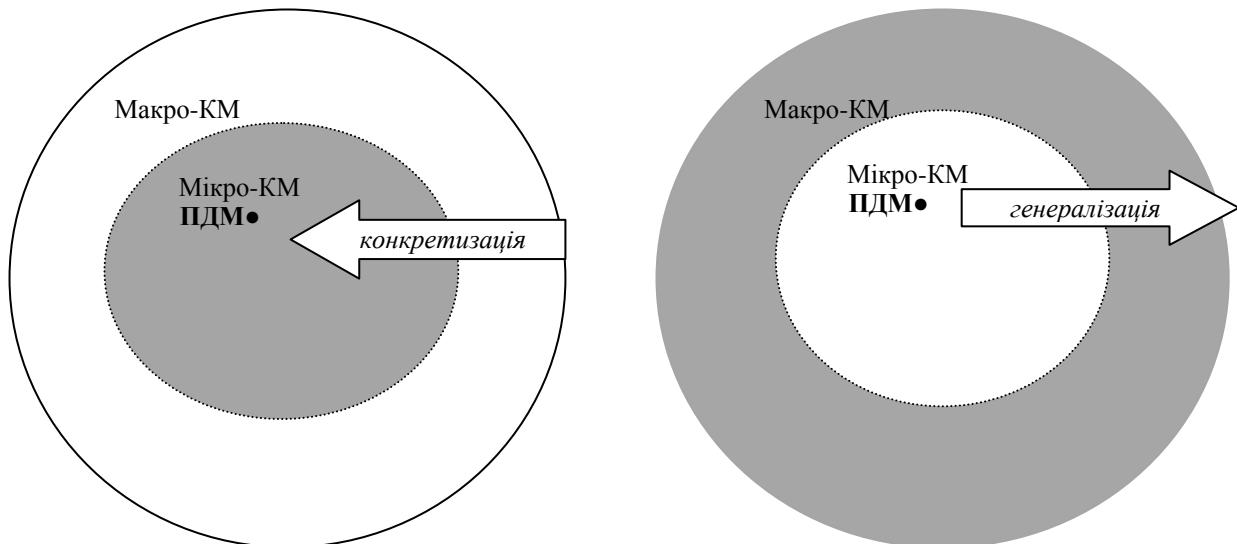 Макро-КМ
Мікро-КМ
ПДМ●
конкретизація
Макро-КМ
Мікро-КМ
ПДМ●
генералізація